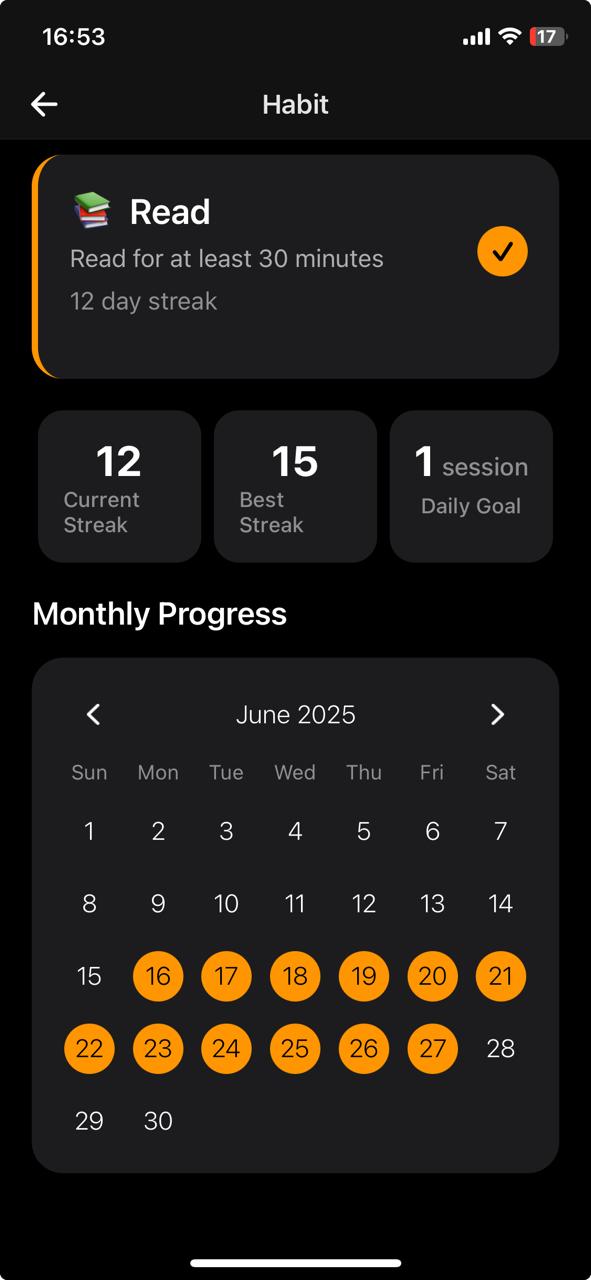 16:53
17
Habit
Read
Read for at least 30 minutes
12 day streak
12
Current
Streak
15
Best
Streak
1 session
Daily Goal
Monthly Progress
June 2025
Sun Mon Tue Wed Thu Fri Sat
1 2 3 4 5 6 7
8 9 10 11 12 13 14
15 16 17 18 19 20 21
22 23 24 25 26 27 28
29 30